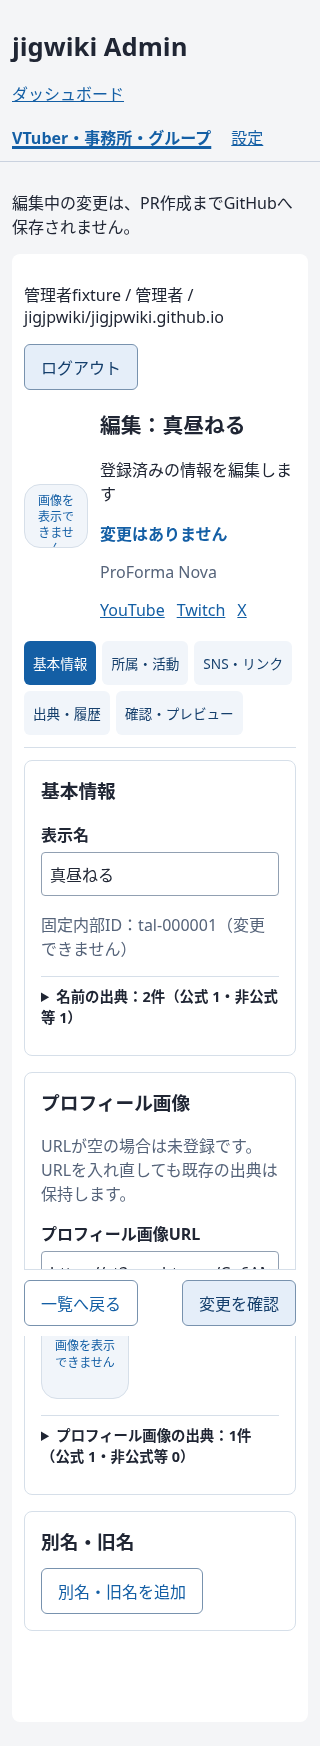 jigwiki Admin
ダッシュボード
VTuber・事務所・グループ 設定
編集中の変更は、PR作成までGitHubへ
保存されません。
管理者fixture / 管理者 /
jigjpwiki/jigjpwiki.github.io
ログアウト
編集：真昼ねる
登録済みの情報を編集しま
す
変更はありません
ProForma Nova
YouTube Twitch X
画像を
表示で
きませ
基本情報 所属・活動 SNS・リンク
出典・履歴 確認・プレビュー
基本情報
表示名
真昼ねる
固定内部ID：tal-000001（変更
できません）
▶ 名前の出典：2件（公式 1・非公式
等 1）
プロフィール画像
URLが空の場合は未登録です。
URLを入れ直しても既存の出典は
保持します。
プロフィール画像URL
一覧へ戻る 変更を確認
画像を表示
できません
▶ プロフィール画像の出典：1件
（公式 1・非公式等 0）
別名・旧名
別名・旧名を追加